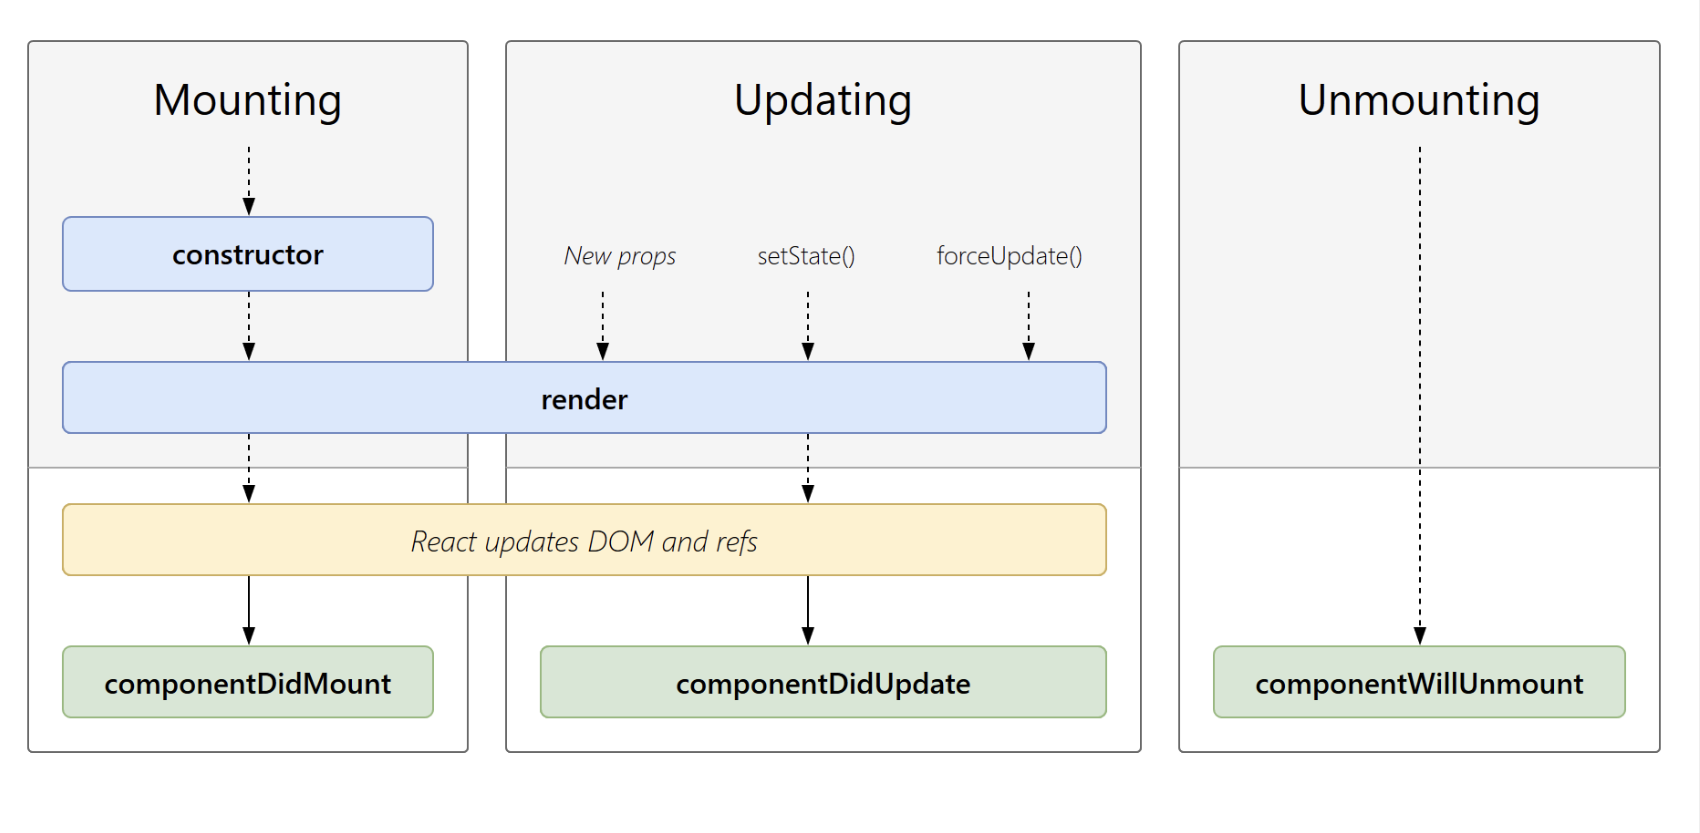 Mounting
Updating
Unmounting
constructor
New props
setState()
forceUpdate()
render
React updates DOM and refs
componentDidMount
componentDidUpdate
componentWillUnmount